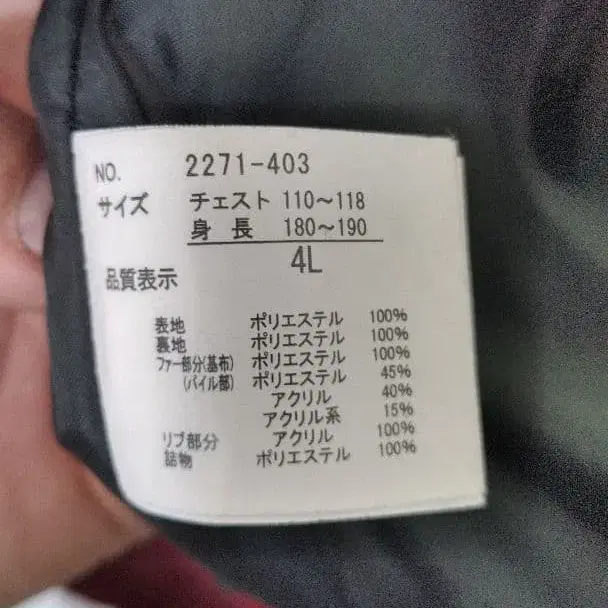 NO. 2271-403
サイズ チェスト 110～118
身長 180～190
4L
品質表示
表地 ポリエステル 100%
裏地 ポリエステル 100%
ファー部分(基布) ポリエステル 100%
(パイル部) ポリエステル 45%
アクリル 40%
アクリル系 15%
リブ部分 アクリル 100%
詰物 ポリエステル 100%